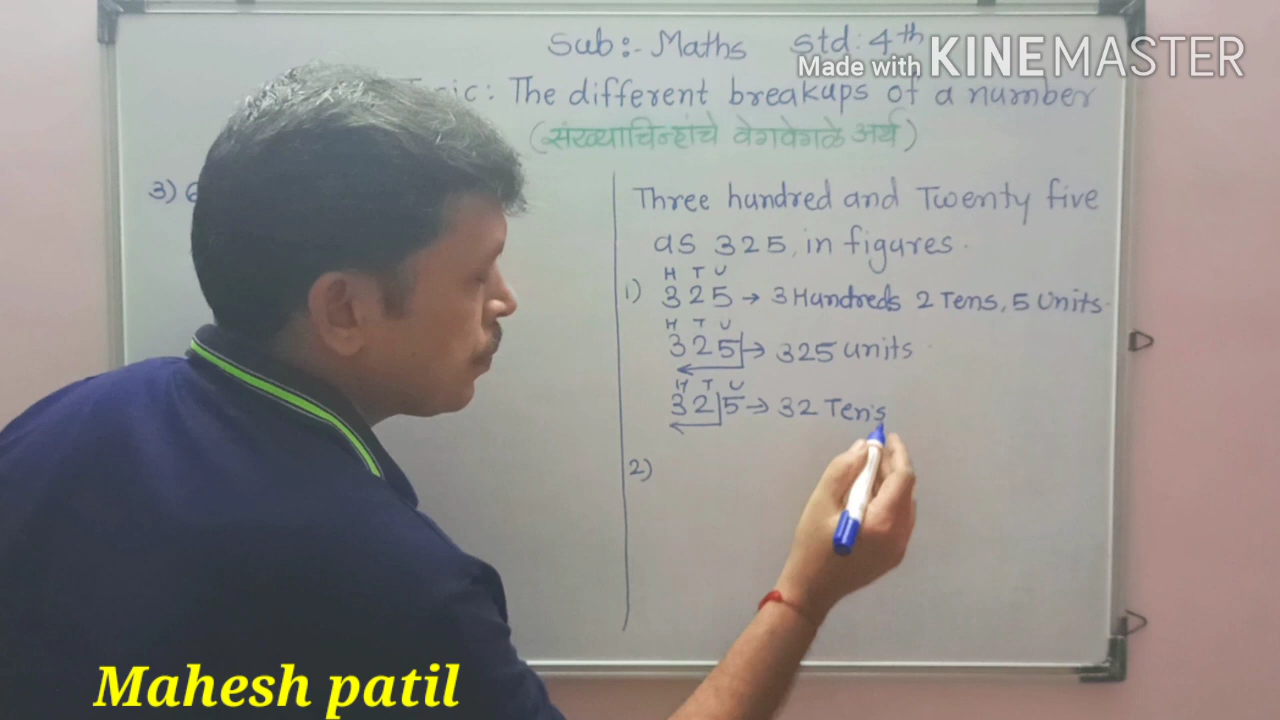 Sub:- Maths Std: 4th
Made with KINEMASTER
: The different breakups of a number
(संख्याचिन्हांचे वेगवेगळे अर्थ)
3)
Three hundred and Twenty five
as 325, in figures.
H T U
1) 325 → 3 Hundreds 2 Tens, 5 Units.
H T U
325 → 325 Units
H T U
325 → 32 Tens
2)
Mahesh patil